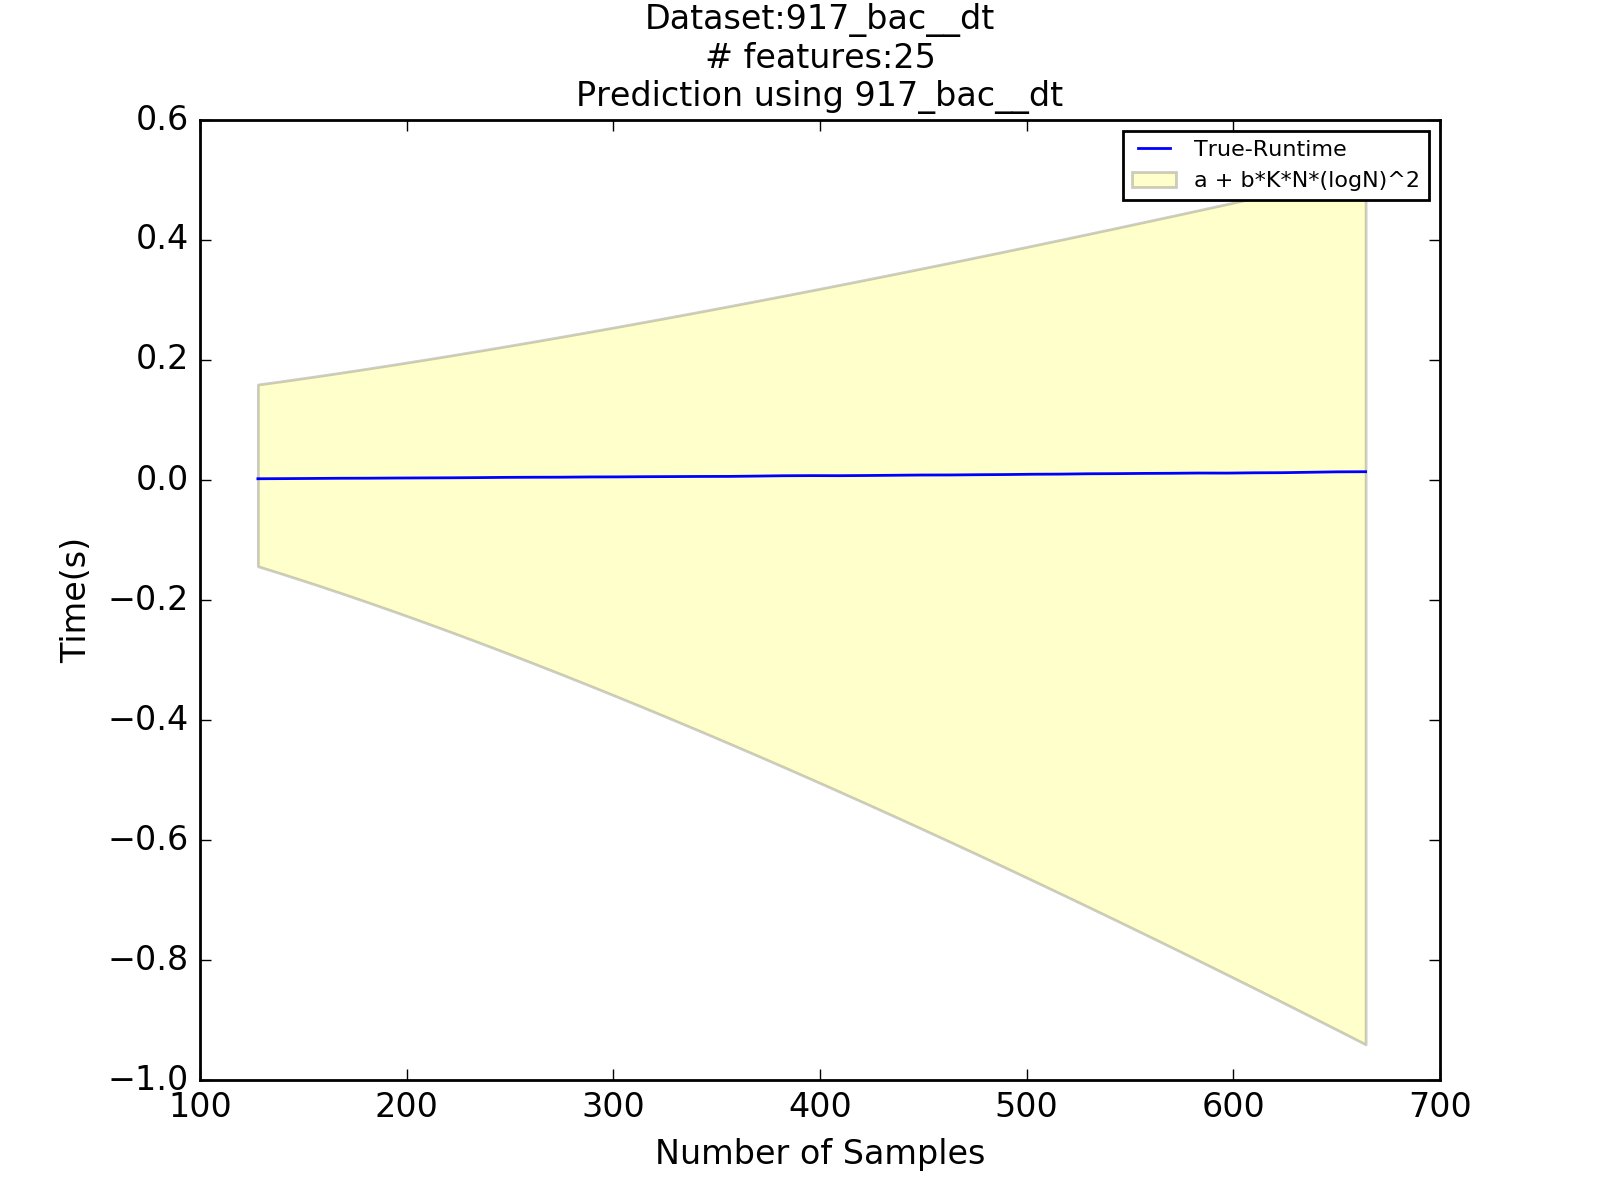 Dataset:917_bac__dt
# features:25
Prediction using 917_bac__dt
True-Runtime
a + b*K*N*(logN)^2
0.6
0.4
0.2
0.0
−0.2
−0.4
−0.6
−0.8
−1.0
Time(s)
100 200 300 400 500 600 700
Number of Samples